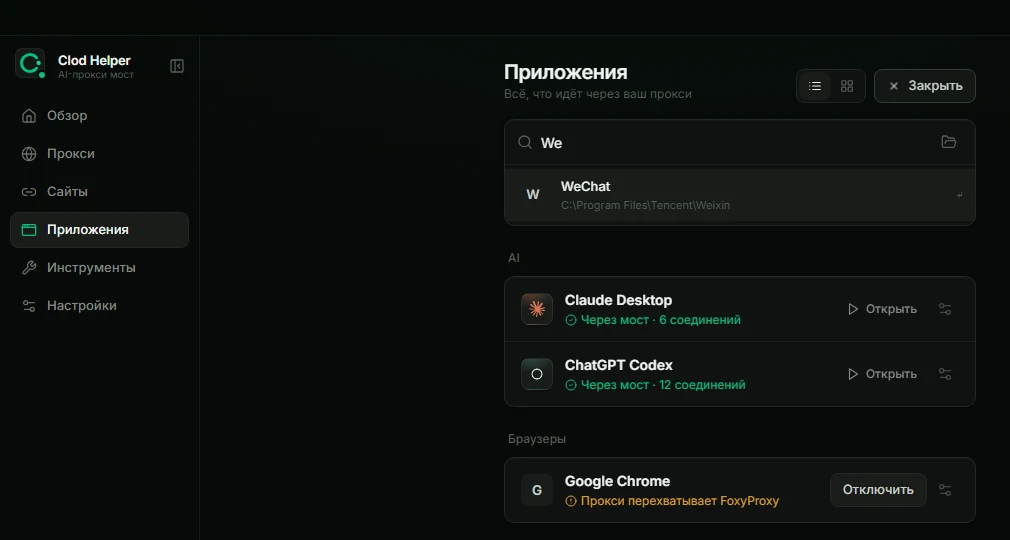 Clod Helper
AI-прокси мост
Обзор
Прокси
Сайты
Приложения
Инструменты
Настройки
Приложения
Всё, что идёт через ваш прокси
Закрыть
We
W
WeChat
C:\Program Files\Tencent\Weixin
AI
Claude Desktop
Через мост · 6 соединений
Открыть
ChatGPT Codex
Через мост · 12 соединений
Открыть
Браузеры
G
Google Chrome
Прокси перехватывает FoxyProxy
Отключить